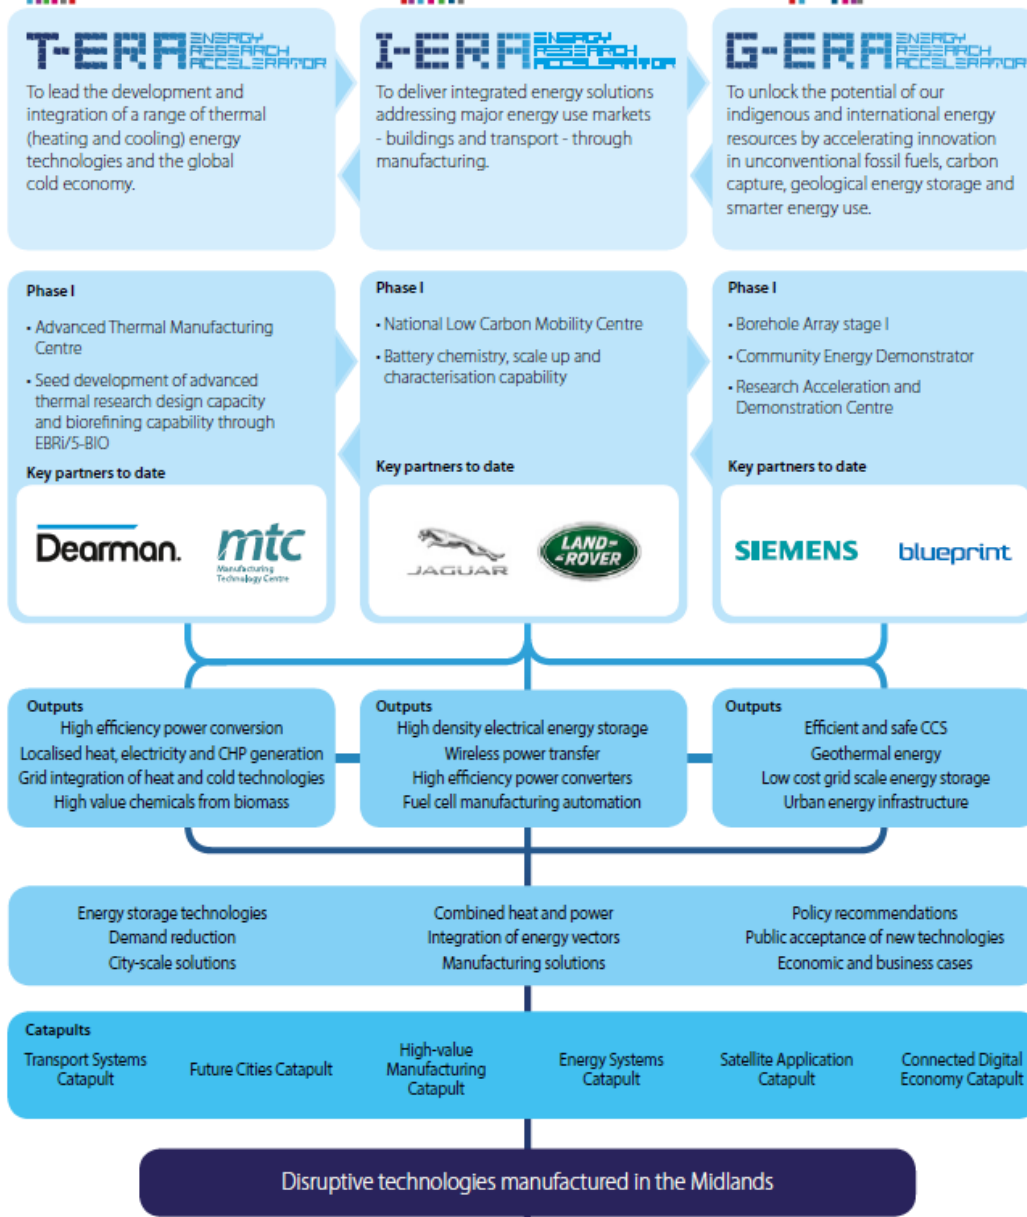 T-ERA ENERGY RESEARCH ACCELERATOR
To lead the development and
integration of a range of thermal
(heating and cooling) energy
technologies and the global
cold economy.
I-ERA ENERGY RESEARCH ACCELERATOR
To deliver integrated energy solutions
addressing major energy use markets
- buildings and transport - through
manufacturing.
G-ERA ENERGY RESEARCH ACCELERATOR
To unlock the potential of our
indigenous and international energy
resources by accelerating innovation
in unconventional fossil fuels, carbon
capture, geological energy storage and
smarter energy use.
Phase I
• Advanced Thermal Manufacturing
Centre
• Seed development of advanced
thermal research design capacity
and biorefining capability through
EBRi/5-BIO
Key partners to date
Dearman.
mtc
Manufacturing
Technology Centre
Phase I
• National Low Carbon Mobility Centre
• Battery chemistry, scale up and
characterisation capability
Key partners to date
JAGUAR
LAND-
-ROVER
Phase I
• Borehole Array stage I
• Community Energy Demonstrator
• Research Acceleration and
Demonstration Centre
Key partners to date
SIEMENS
blueprint
Outputs
High efficiency power conversion
Localised heat, electricity and CHP generation
Grid integration of heat and cold technologies
High value chemicals from biomass
Outputs
High density electrical energy storage
Wireless power transfer
High efficiency power converters
Fuel cell manufacturing automation
Outputs
Efficient and safe CCS
Geothermal energy
Low cost grid scale energy storage
Urban energy infrastructure
Energy storage technologies
Demand reduction
City-scale solutions
Combined heat and power
Integration of energy vectors
Manufacturing solutions
Policy recommendations
Public acceptance of new technologies
Economic and business cases
Catapults
Transport Systems
Catapult
Future Cities Catapult
High-value
Manufacturing
Catapult
Energy Systems
Catapult
Satellite Application
Catapult
Connected Digital
Economy Catapult
Disruptive technologies manufactured in the Midlands